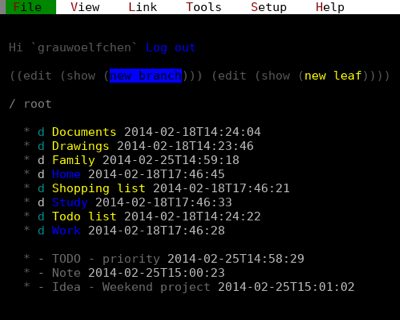 File View Link Tools Setup Help
Hi `grauwoelfchen` Log out
((edit (show (new branch))) (edit (show (new leaf))))
/ root
* d Documents 2014-02-18T14:24:04
* d Drawings 2014-02-18T14:23:46
* d Family 2014-02-25T14:59:18
* d Home 2014-02-18T17:46:45
* d Shopping list 2014-02-18T17:46:21
* d Study 2014-02-18T17:46:33
* d Todo list 2014-02-18T14:24:22
* d Work 2014-02-18T17:46:28
* - TODO - priority 2014-02-25T14:58:29
* - Note 2014-02-25T15:00:23
* - Idea - Weekend project 2014-02-25T15:01:02